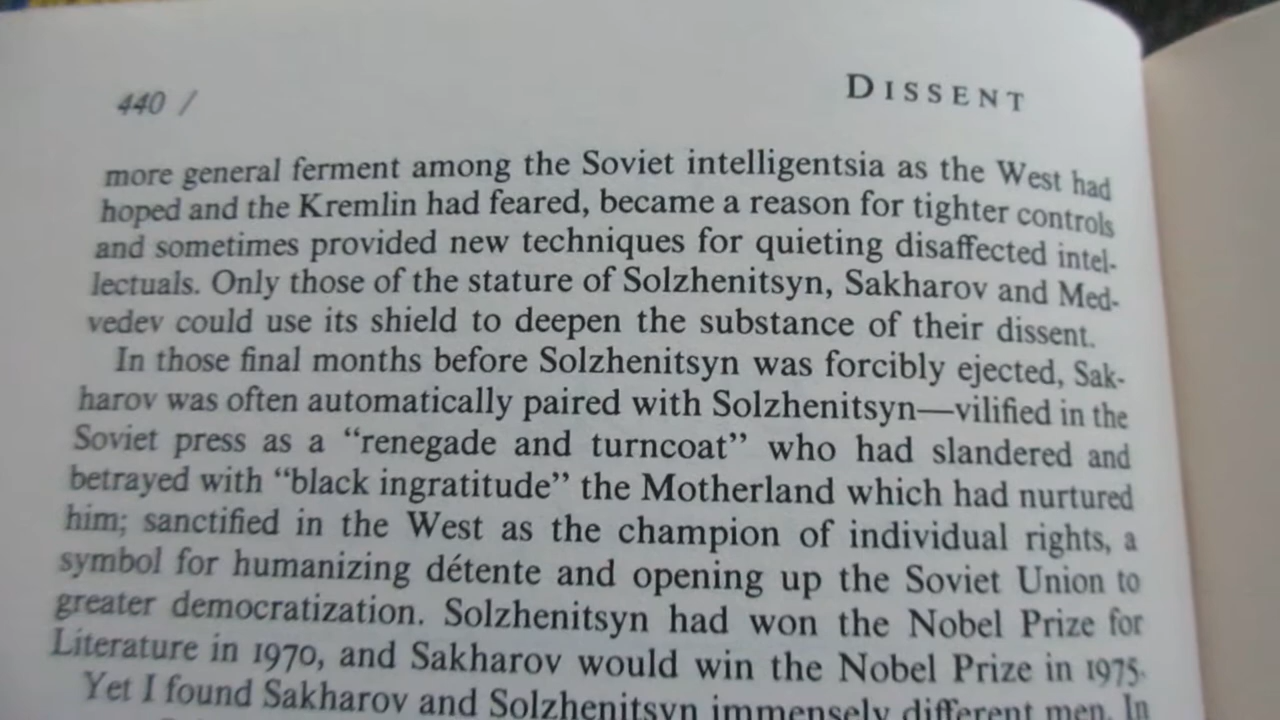 440 / DISSENT
more general ferment among the Soviet intelligentsia as the West had
hoped and the Kremlin had feared, became a reason for tighter controls
and sometimes provided new techniques for quieting disaffected intel-
lectuals. Only those of the stature of Solzhenitsyn, Sakharov and Med-
vedev could use its shield to deepen the substance of their dissent.
In those final months before Solzhenitsyn was forcibly ejected, Sak-
harov was often automatically paired with Solzhenitsyn—vilified in the
Soviet press as a “renegade and turncoat” who had slandered and
betrayed with “black ingratitude” the Motherland which had nurtured
him; sanctified in the West as the champion of individual rights, a
symbol for humanizing détente and opening up the Soviet Union to
greater democratization. Solzhenitsyn had won the Nobel Prize for
Literature in 1970, and Sakharov would win the Nobel Prize in 1975.
Yet I found Sakharov and Solzhenitsyn immensely different men. In